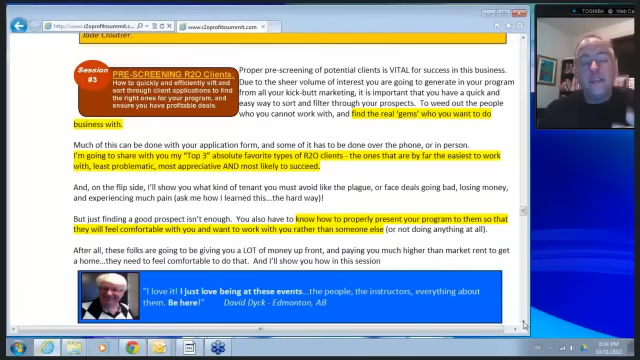 TOSHIBA
Web Ca
http://www.r2oprofitssummit.c...
www.r2oprofitssummit.com
Jade Cloutier.
Session
#3
PRE-SCREENING R2O Clients:
How to quickly and efficiently sift and
sort through client applications to find
the right ones for your program, and
ensure you have profitable deals.
Proper pre-screening of potential clients is VITAL for success in this business.
Due to the sheer volume of interest you are going to generate in your program
from all your kick-butt marketing, it is important that you have a quick and
easy way to sort and filter through your prospects. To weed out the people
who you cannot work with, and find the real 'gems' who you want to do
business with.
Much of this can be done with your application form, and some of it has to be done over the phone, or in person.
I'm going to share with you my "Top 3" absolute favorite types of R2O clients - the ones that are by far the easiest to work
with, least problematic, most appreciative AND most likely to succeed.
And, on the flip side, I'll show you what kind of tenant you must avoid like the plague, or face deals going bad, losing money,
and experiencing much pain (ask me how I learned this... the hard way)!
But just finding a good prospect isn't enough. You also have to know how to properly present your program to them so that
they will feel comfortable with you and want to work with you rather than someone else (or not doing anything at all).
After all, these folks are going to be giving you a LOT of money up front, and paying you much higher than market rent to get
a home... they need to feel comfortable to do that. And I'll show you how in this session
"I love it! I just love being at these events... the people, the instructors, everything about
them. Be here!" David Dyck - Edmonton, AB